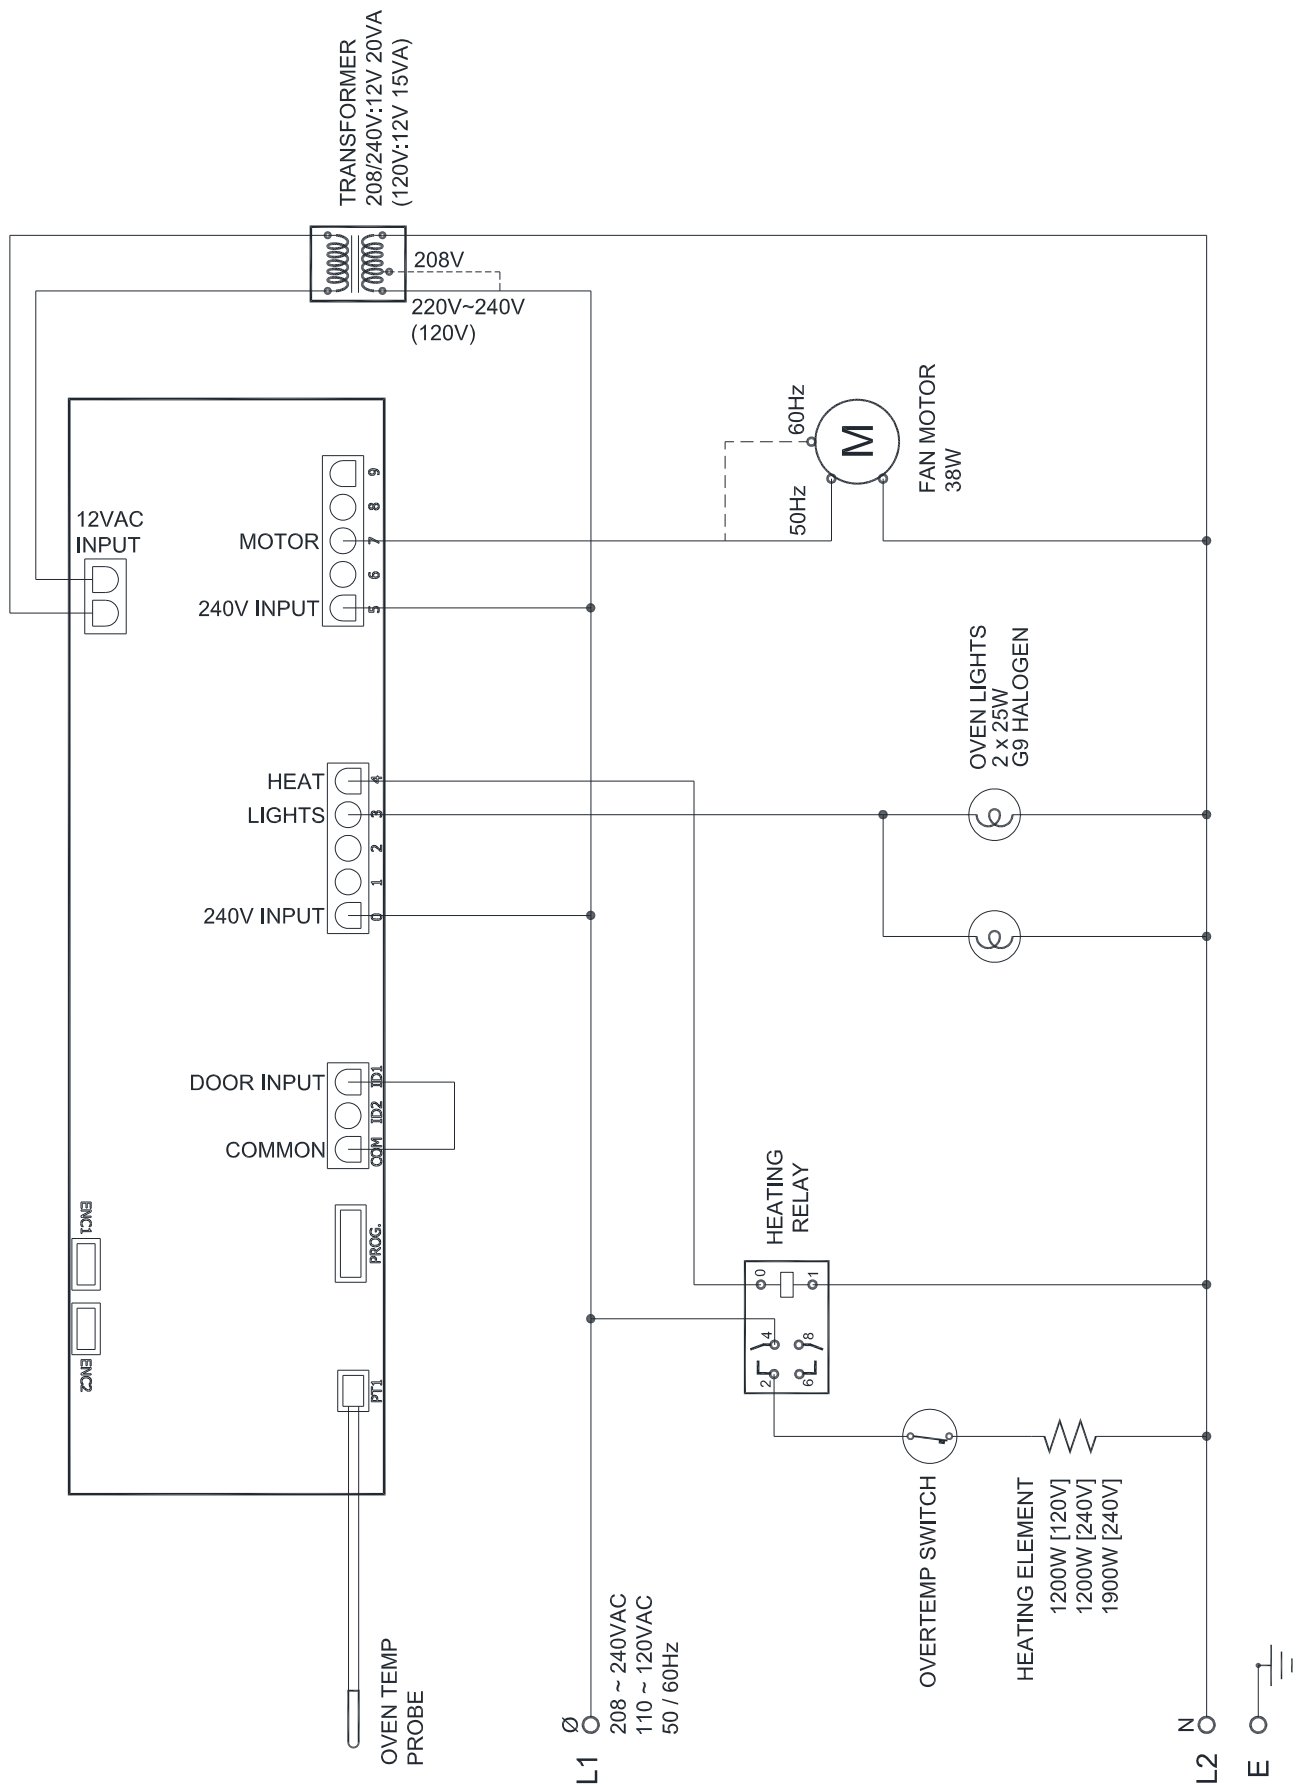 TRANSFORMER
208/240V:12V 20VA
(120V:12V 15VA)
208V
220V~240V
(120V)
12VAC
INPUT
MOTOR
240V INPUT
9
8
7
6
5
60Hz
50Hz
M
FAN MOTOR
38W
HEAT
LIGHTS
240V INPUT
4
3
2
1
0
OVEN LIGHTS
2 x 25W
G9 HALOGEN
DOOR INPUT
COMMON
ID1
ID2
COM
ENC1
ENC2
PROG.
PT1
HEATING
RELAY
0
1
4
8
2
6
OVERTEMP SWITCH
HEATING ELEMENT
1200W [120V]
1200W [240V]
1900W [240V]
OVEN TEMP
PROBE
Ø
L1
208 ~ 240VAC
110 ~ 120VAC
50 / 60Hz
N
L2
E